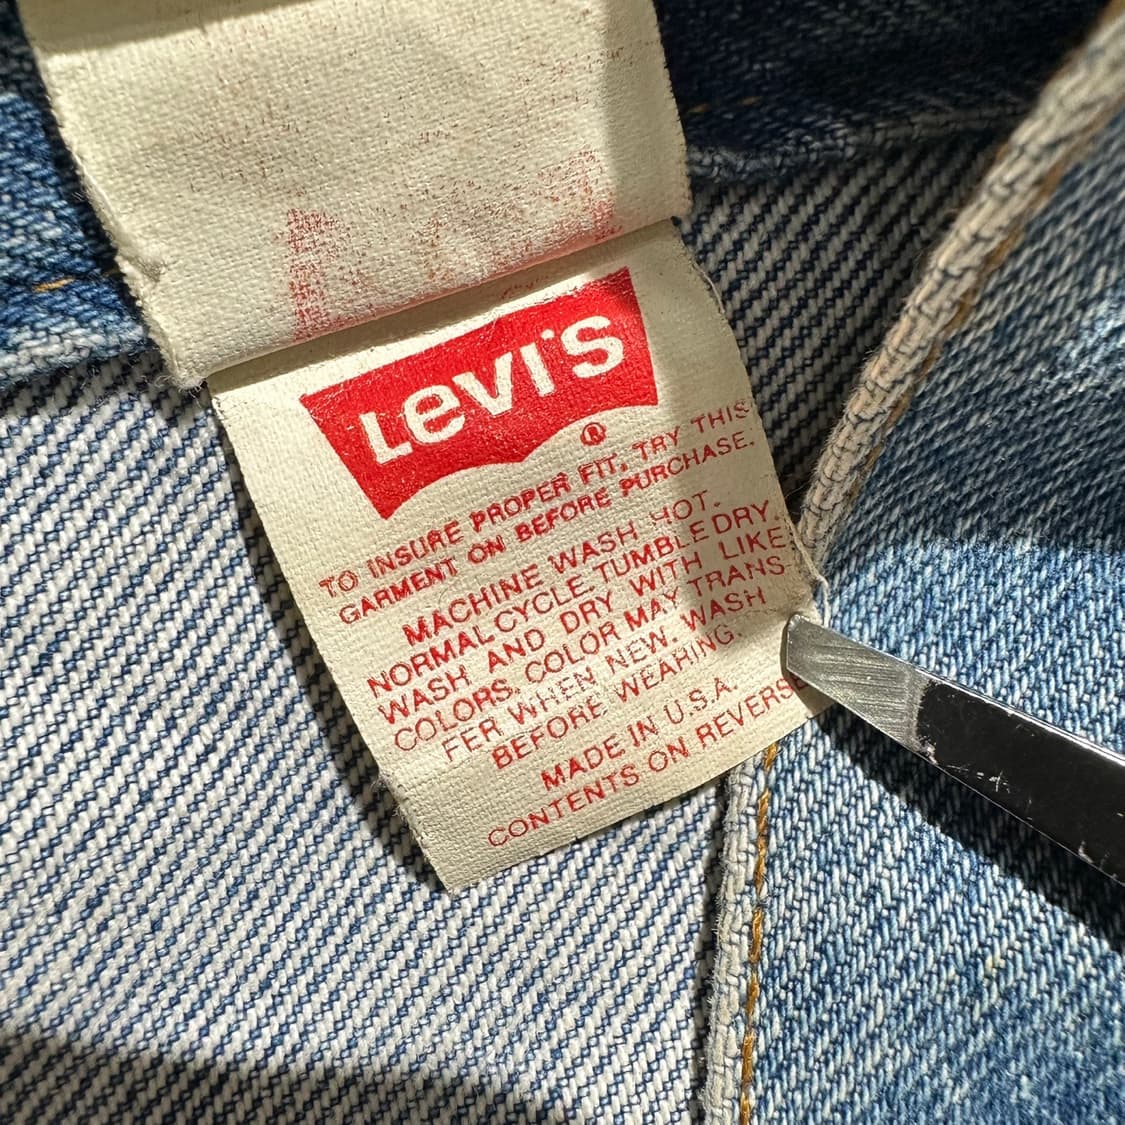 Levi's
®
TO INSURE PROPER FIT, TRY THIS
GARMENT ON BEFORE PURCHASE.
MACHINE WASH HOT.
NORMAL CYCLE. TUMBLE DRY.
WASH AND DRY WITH LIKE
COLORS. COLOR MAY TRANS-
FER WHEN NEW. WASH
BEFORE WEARING.
MADE IN U.S.A.
CONTENTS ON REVERSE